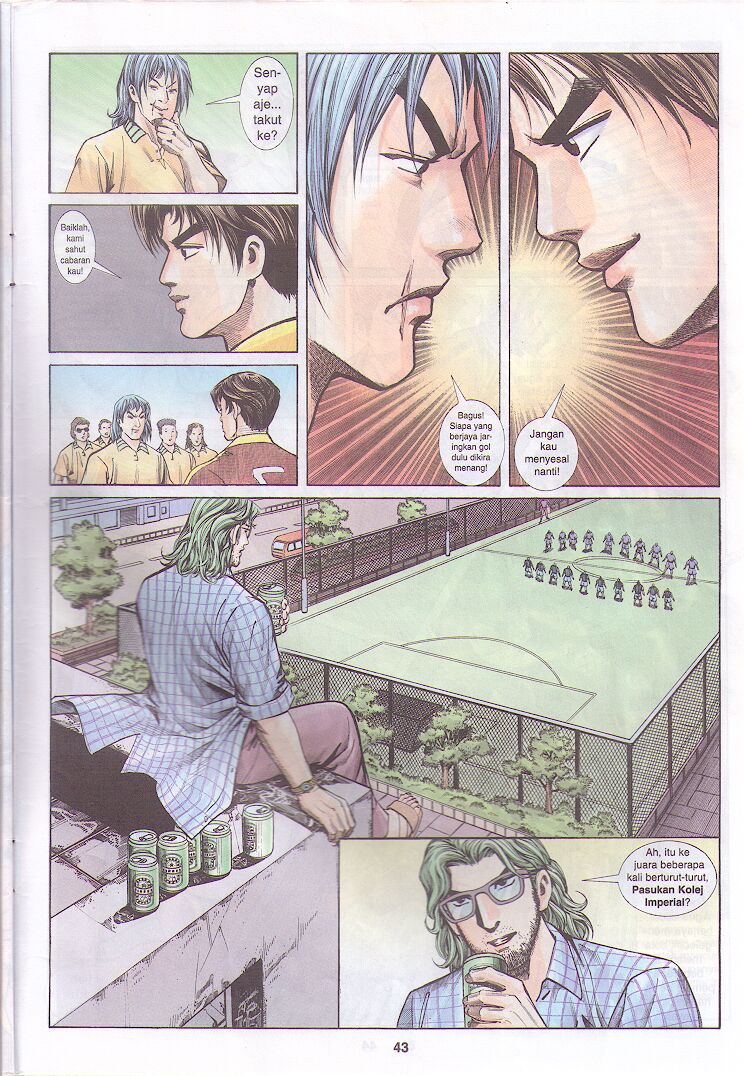 Sen-
yap
aje...
takut
ke?
Baiklah,
kami
sahut
cabaran
kau!
Bagus!
Siapa yang
berjaya jar-
ingkan gol
dulu dikira
menang!
Jangan
kau
menyesal
nanti!
Ah, itu ke
juara beberapa
kali berturut-turut,
Pasukan Kolej
Imperial?
43